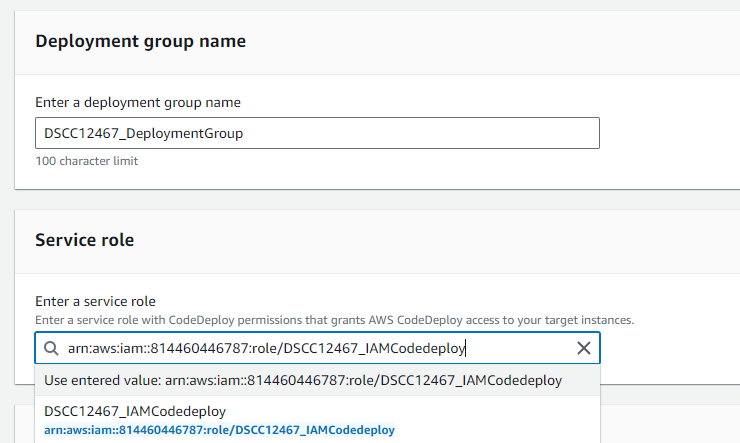 Deployment group name
Enter a deployment group name
DSCC12467_DeploymentGroup
100 character limit
Service role
Enter a service role
Enter a service role with CodeDeploy permissions that grants AWS CodeDeploy access to your target instances.
arn:aws:iam::814460446787:role/DSCC12467_IAMCodedeploy
Use entered value: arn:aws:iam::814460446787:role/DSCC12467_IAMCodedeploy
DSCC12467_IAMCodedeploy
arn:aws:iam::814460446787:role/DSCC12467_IAMCodedeploy